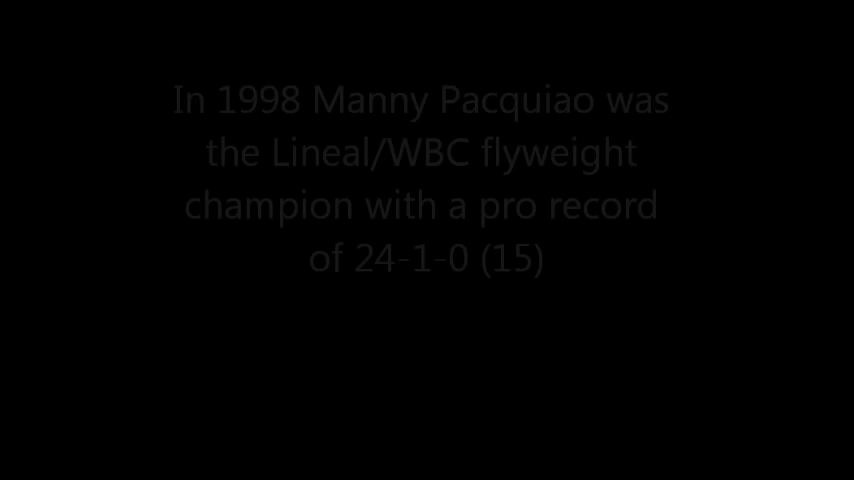 In 1998 Manny Pacquiao was
the Lineal/WBC flyweight
champion with a pro record
of 24-1-0 (15)